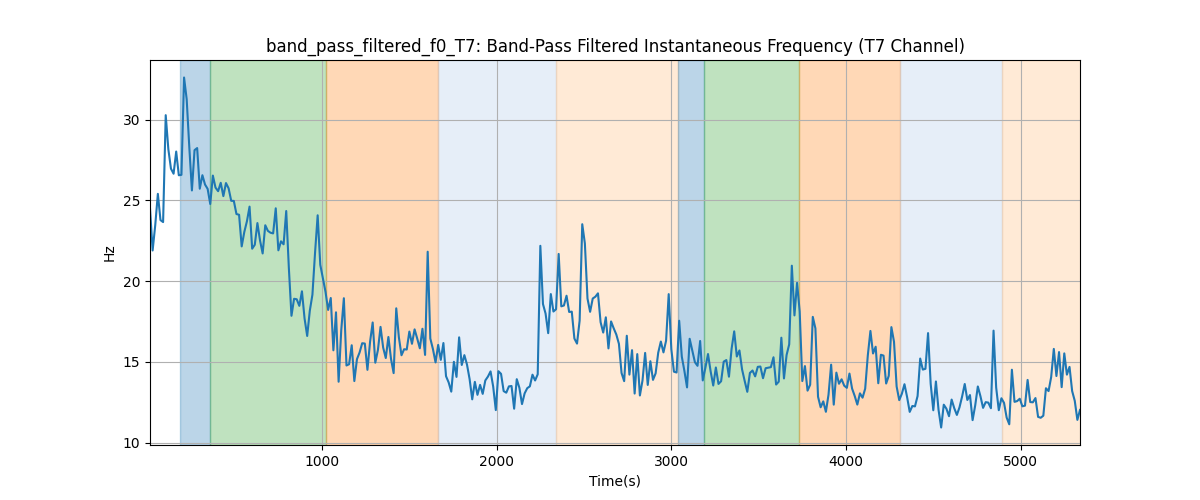 band_pass_filtered_f0_T7: Band-Pass Filtered Instantaneous Frequency (T7 Channel)
30
25
20
15
10
Hz
1000 2000 3000 4000 5000
Time(s)